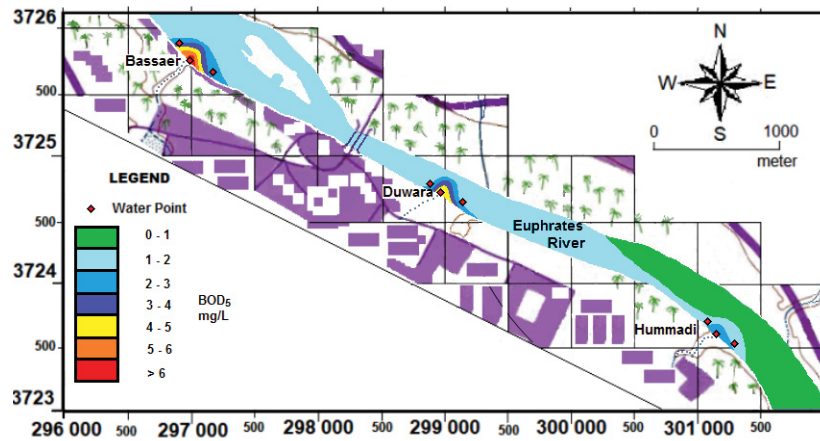 3726
Bassaer
500
3725
500
3724
500
3723
N
W
E
S
0
1000
meter
LEGEND
Water Point
0 - 1
1 - 2
2 - 3
3 - 4
4 - 5
5 - 6
> 6
BOD5
mg/L
Duwara
Euphrates
River
Hummadi
296 000 500 297 000 500 298 000 500 299 000 500 300 000 500 301 000 500